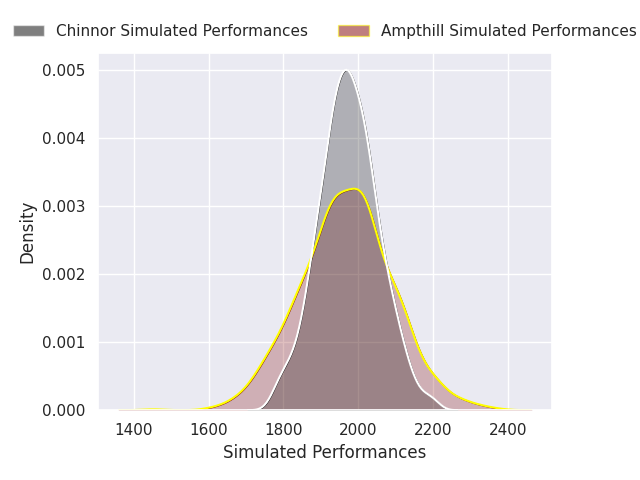 Chinnor Simulated Performances Ampthill Simulated Performances
0.005
0.004
0.003
0.002
0.001
0.000
Density
1400 1600 1800 2000 2200 2400
Simulated Performances